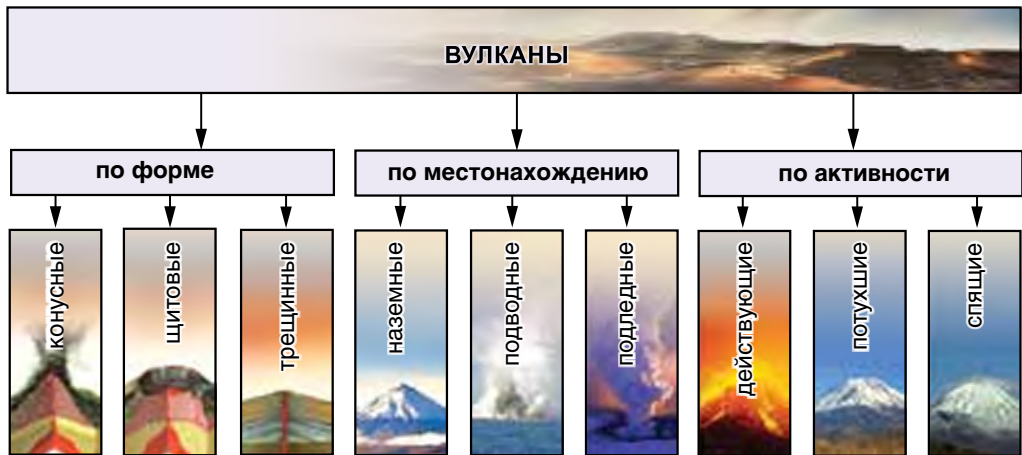 ВУЛКАНЫ
по форме
по местонахождению
по активности
конусные
щитовые
трещинные
наземные
подводные
подледные
действующие
потухшие
спящие